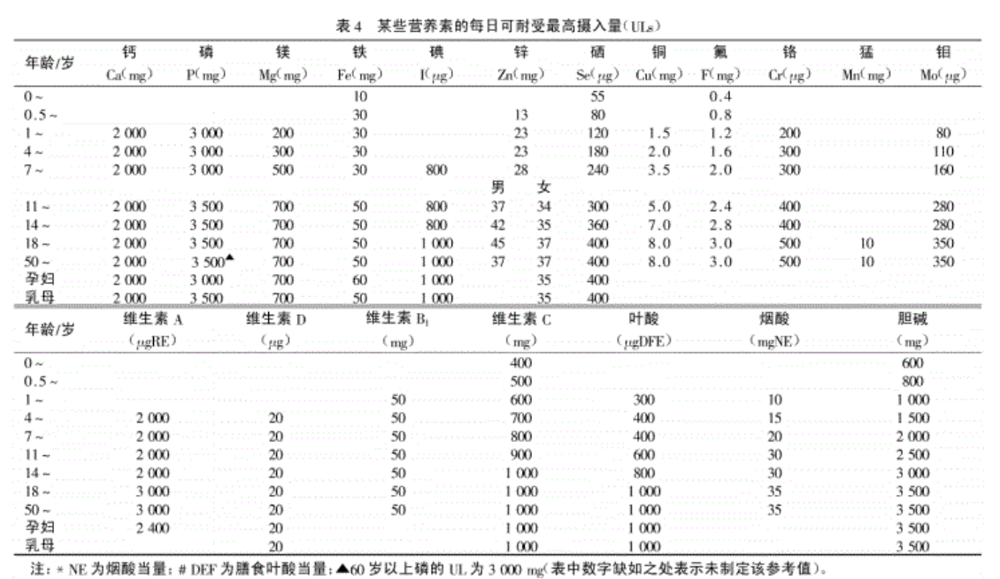 表 4 某些营养素的每日可耐受最高摄入量(ULs)
年龄/岁 钙 磷 镁 铁 碘 锌 硒 铜 氟 铬 猛 钼
Ca(mg) P(mg) Mg(mg) Fe(mg) I(μg) Zn(mg) Se(μg) Cu(mg) F(mg) Cr(μg) Mn(mg) Mo(μg)
0~ 10 55 0.4
0.5~ 30 13 80 0.8
1~ 2 000 3 000 200 30 23 120 1.5 1.2 200 80
4~ 2 000 3 000 300 30 23 180 2.0 1.6 300 110
7~ 2 000 3 000 500 30 800 28 240 3.5 2.0 300 160
男 女
11~ 2 000 3 500 700 50 800 37 34 300 5.0 2.4 400 280
14~ 2 000 3 500 700 50 800 42 35 360 7.0 2.8 400 280
18~ 2 000 3 500 700 50 1 000 45 37 400 8.0 3.0 500 10 350
50~ 2 000 3 500▲ 700 50 1 000 37 37 400 8.0 3.0 500 10 350
孕妇 2 000 3 000 700 60 1 000 35 400
乳母 2 000 3 500 700 50 1 000 35 400
年龄/岁 维生素 A 维生素 D 维生素 B1 维生素 C 叶酸 烟酸 胆碱
(μgRE) (μg) (mg) (mg) (μgDFE) (mgNE) (mg)
0~ 400 600
0.5~ 500 800
1~ 50 600 300 10 1 000
4~ 2 000 20 50 700 400 15 1 500
7~ 2 000 20 50 800 400 20 2 000
11~ 2 000 20 50 900 600 30 2 500
14~ 2 000 20 50 1 000 800 30 3 000
18~ 3 000 20 50 1 000 1 000 35 3 500
50~ 3 000 20 50 1 000 1 000 35 3 500
孕妇 2 400 20 1 000 1 000 3 500
乳母 20 1 000 1 000 3 500
注: * NE 为烟酸当量; # DEF 为膳食叶酸当量; ▲60 岁以上磷的 UL 为 3 000 mg(表中数字缺如之处表示未制定该参考值)。